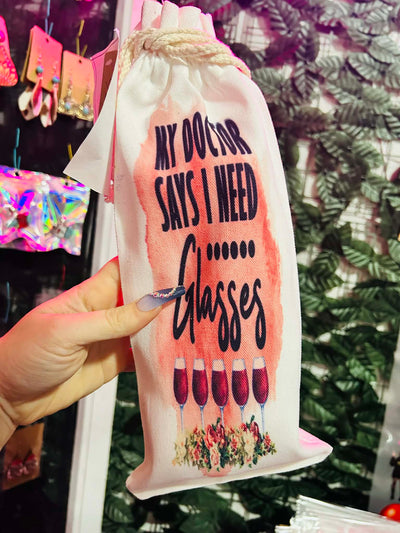 MY DOCTOR
SAYS I NEED
......
Glasses